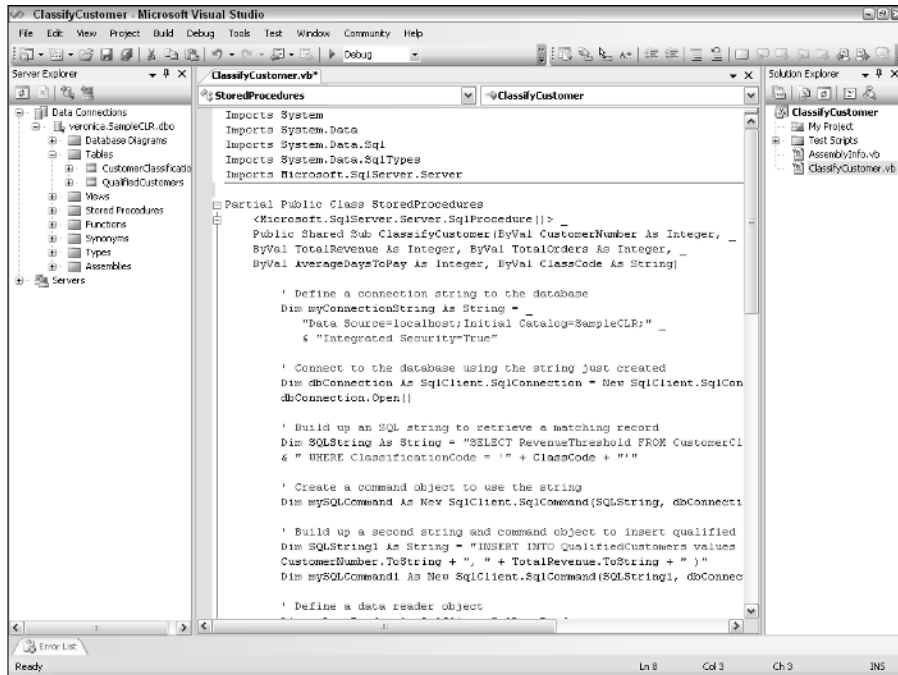 ClassifyCustomer - Microsoft Visual Studio
File Edit View Project Build Debug Tools Test Window Community Help
Debug
Server Explorer
Data Connections
veronica.SampleCLR.dbo
Database Diagrams
Tables
CustomerClassificatio
QualifiedCustomers
Views
Stored Procedures
Functions
Synonyms
Types
Assemblies
Servers
ClassifyCustomer.vb*
StoredProcedures
ClassifyCustomer
Imports System
Imports System.Data
Imports System.Data.Sql
Imports System.Data.SqlTypes
Imports Microsoft.SqlServer.Server
Partial Public Class StoredProcedures
<Microsoft.SqlServer.Server.SqlProcedure()> _
Public Shared Sub ClassifyCustomer(ByVal CustomerNumber As Integer, _
ByVal TotalRevenue As Integer, ByVal TotalOrders As Integer, _
ByVal AverageDaysToPay As Integer, ByVal ClassCode As String)
' Define a connection string to the database
Dim myConnectionString As String = _
"Data Source=localhost;Initial Catalog=SampleCLR;" _
& "Integrated Security=True"
' Connect to the database using the string just created
Dim dbConnection As SqlClient.SqlConnection = New SqlClient.SqlCon
dbConnection.Open()
' Build up an SQL string to retrieve a matching record
Dim SQLString As String = "SELECT RevenueThreshold FROM CustomerCl
& " WHERE ClassificationCode = '" + ClassCode + "'"
' Create a command object to use the string
Dim mySQLCommand As New SqlClient.SqlCommand(SQLString, dbConnecti
' Build up a second string and command object to insert qualified
Dim SQLString1 As String = "INSERT INTO QualifiedCustomers values
CustomerNumber.ToString + ", " + TotalRevenue.ToString + " )"
Dim mySQLCommand1 As New SqlClient.SqlCommand(SQLString1, dbConnec
' Define a data reader object
Solution Explorer
ClassifyCustomer
My Project
Test Scripts
AssemblyInfo.vb
ClassifyCustomer.vb
Error List
Ready
Ln 8 Col 3 Ch 3 INS